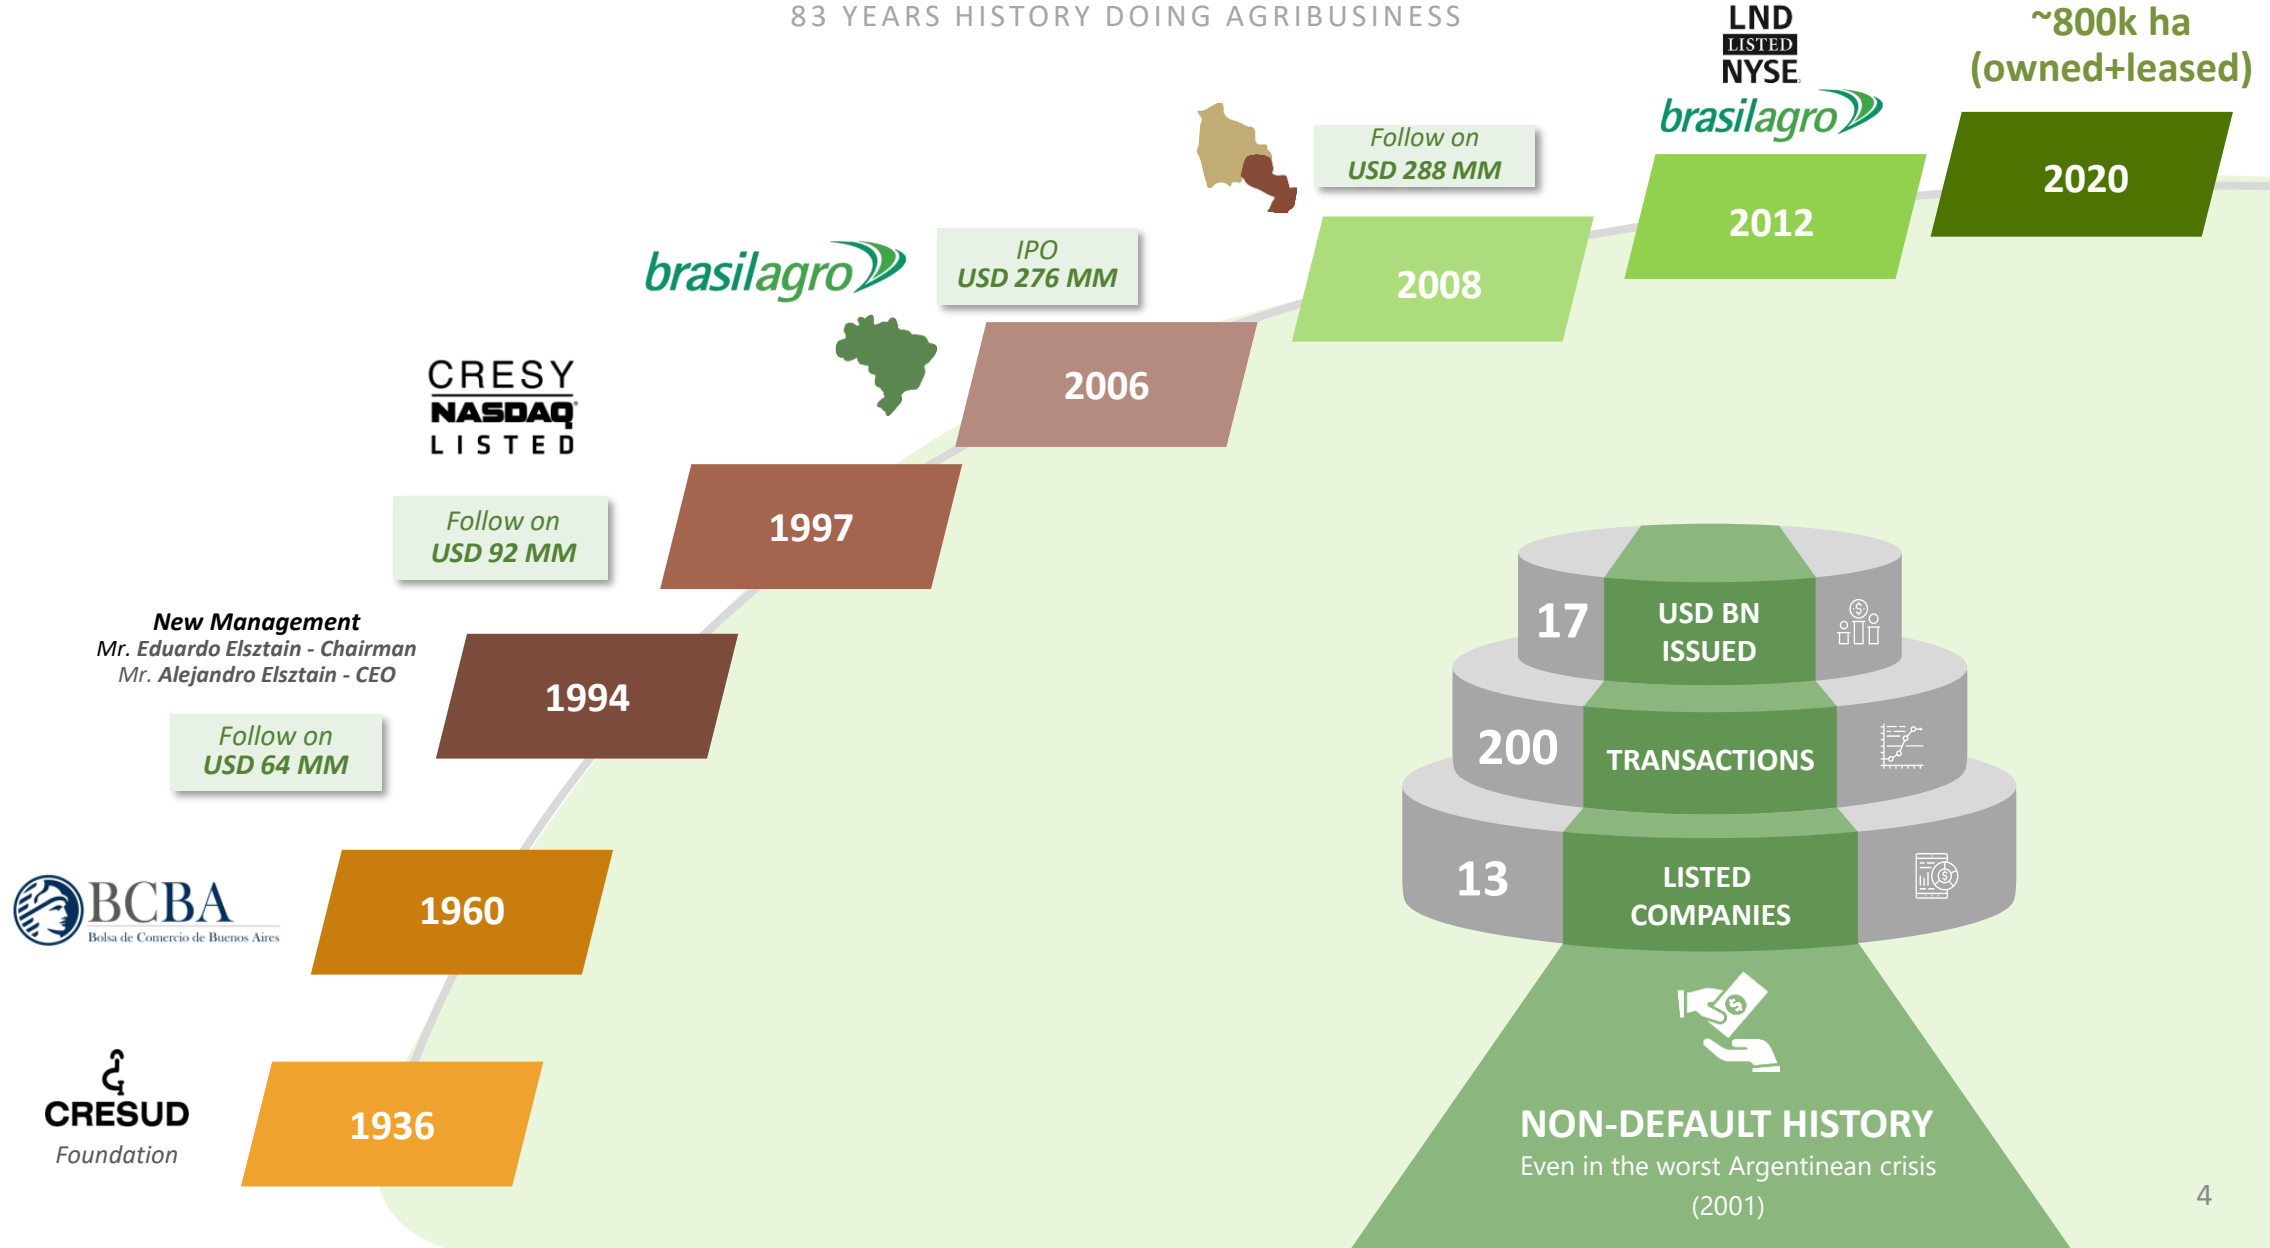 83 YEARS HISTORY DOING AGRIBUSINESS
LND
LISTED
NYSE
brasilagro
~800k ha
(owned+leased)
2020
2012
Follow on
USD 288 MM
2008
brasilagro
IPO
USD 276 MM
2006
CRESY
NASDAQ
LISTED
Follow on
USD 92 MM
1997
New Management
Mr. Eduardo Elsztain - Chairman
Mr. Alejandro Elsztain - CEO
Follow on
USD 64 MM
1994
BCBA
Bolsa de Comercio de Buenos Aires
1960
CRESUD
Foundation
1936
17
USD BN
ISSUED
200
TRANSACTIONS
13
LISTED
COMPANIES
NON-DEFAULT HISTORY
Even in the worst Argentinean crisis
(2001)
4